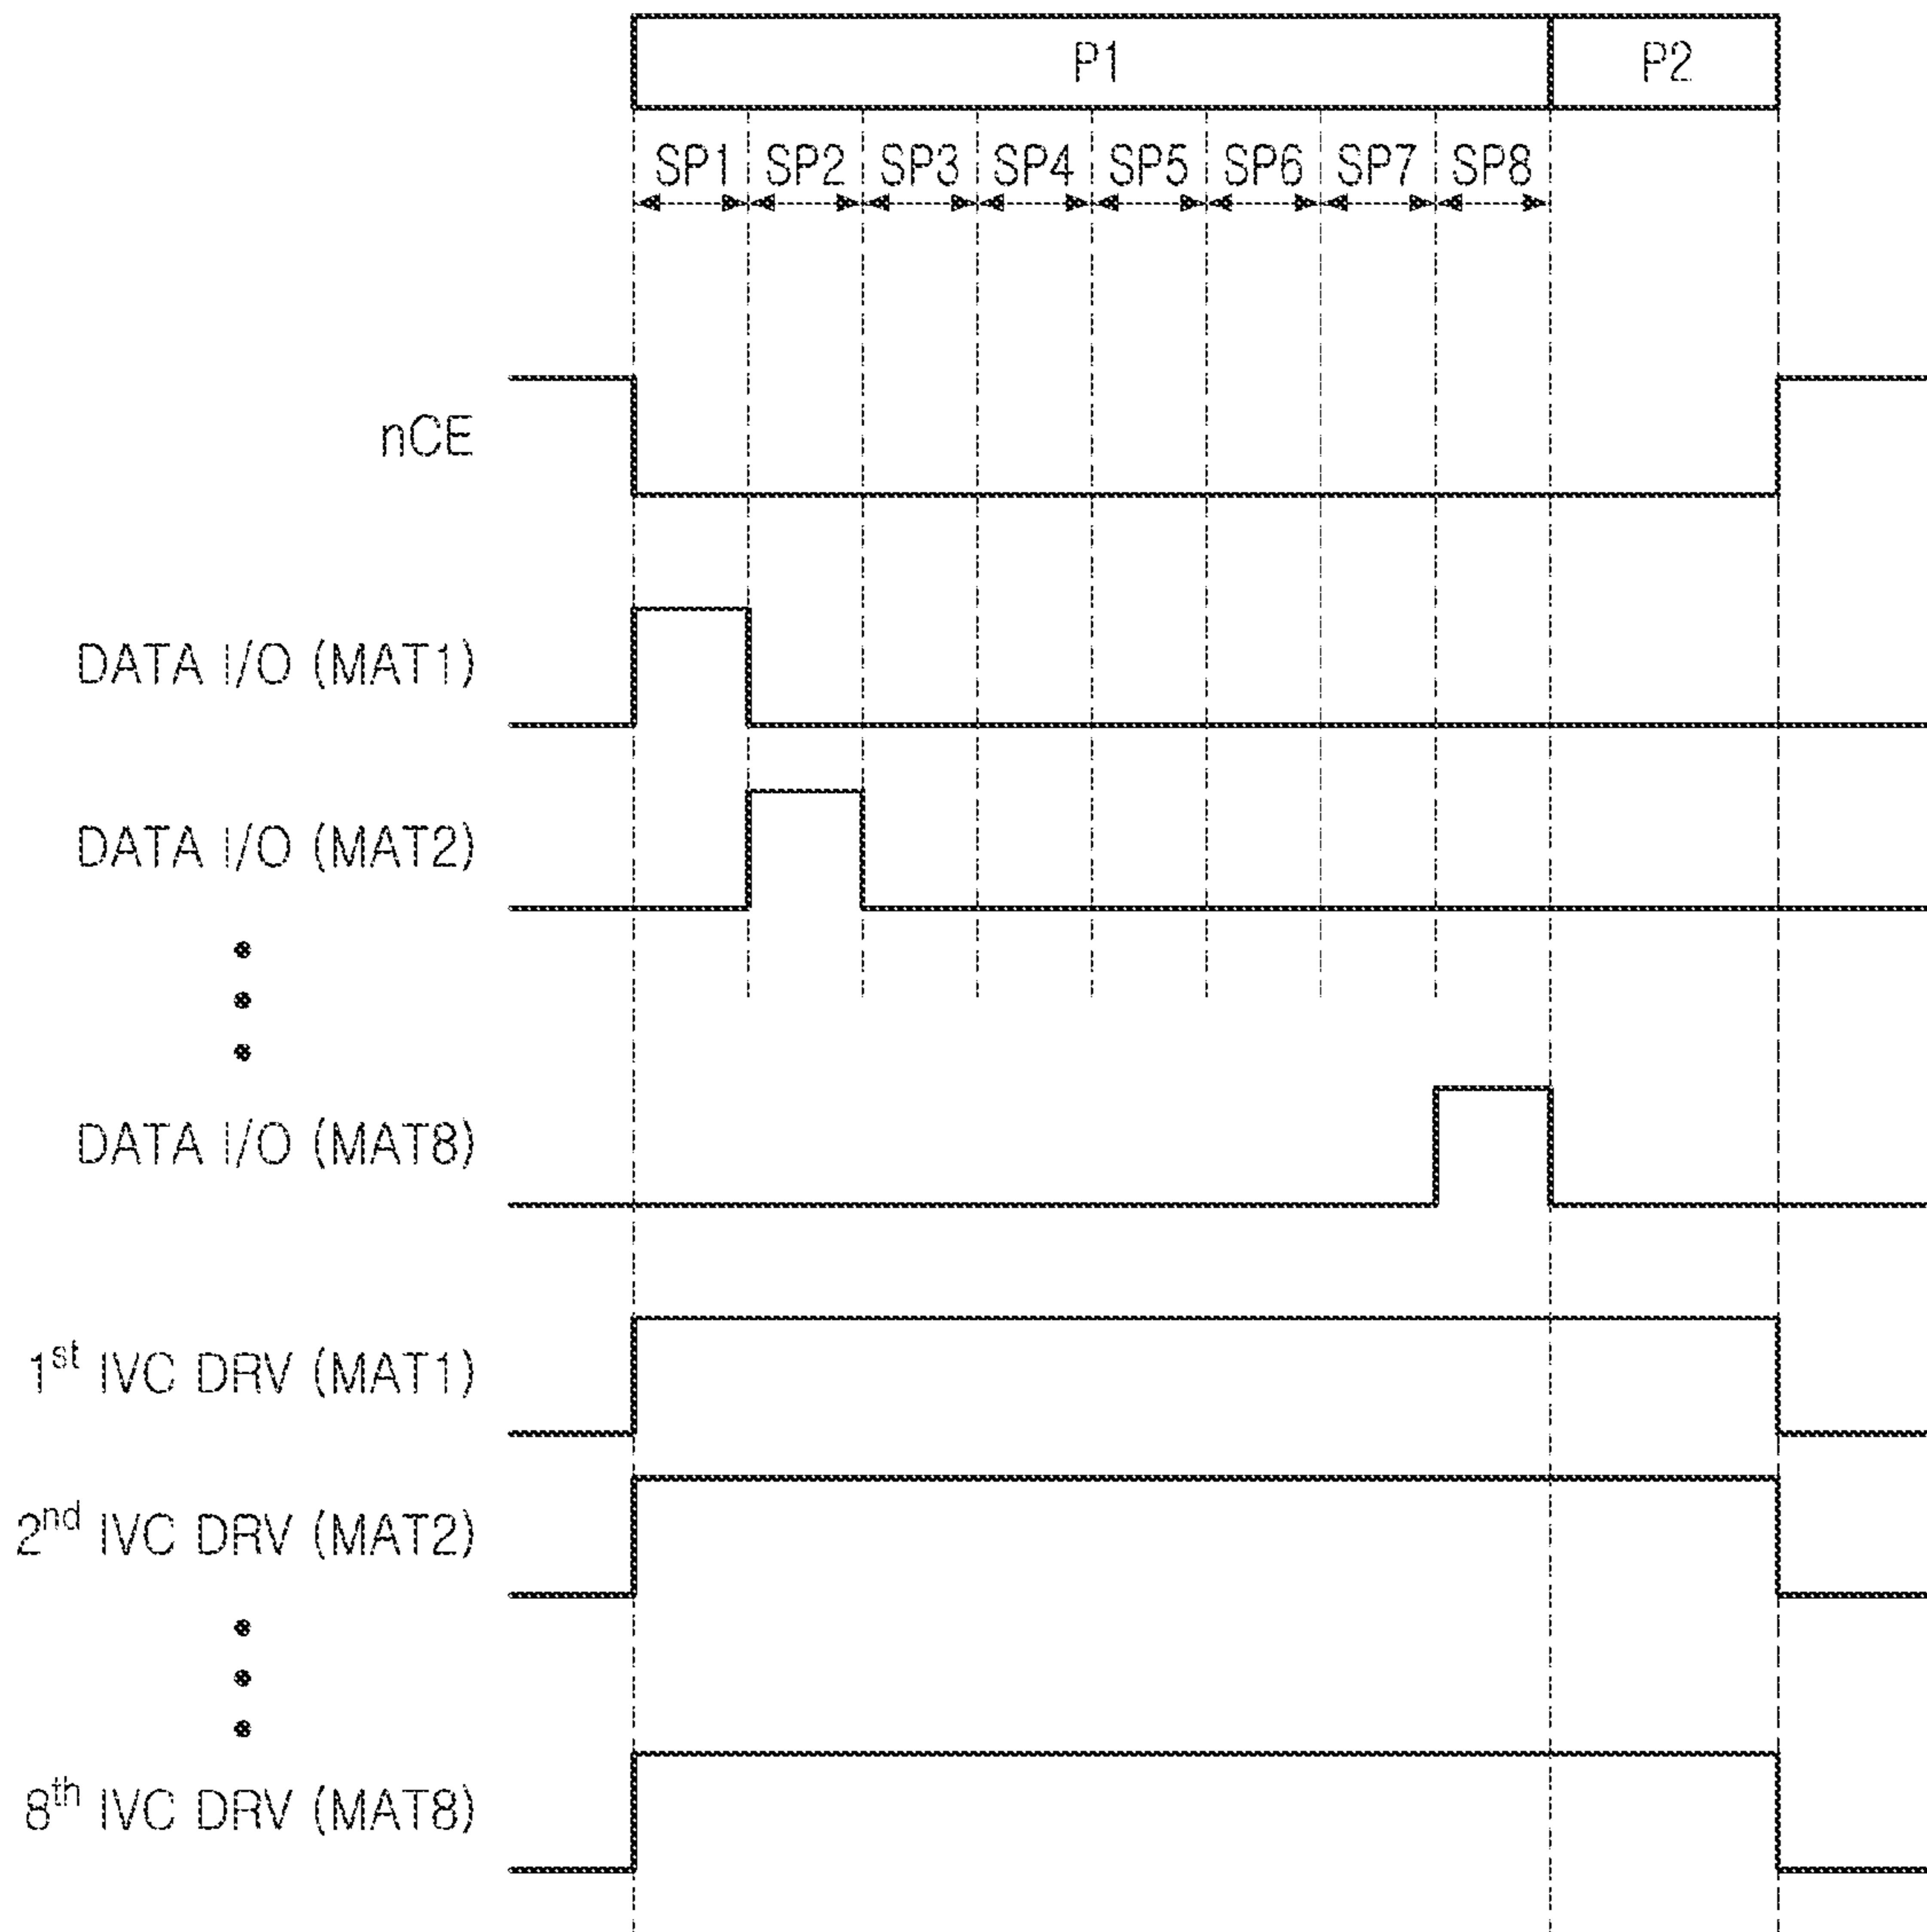 P1 P2
SP1 SP2 SP3 SP4 SP5 SP6 SP7 SP8
nCE
DATA I/O (MAT1)
DATA I/O (MAT2)
DATA I/O (MAT8)
1st IVC DRV (MAT1)
2nd IVC DRV (MAT2)
8th IVC DRV (MAT8)